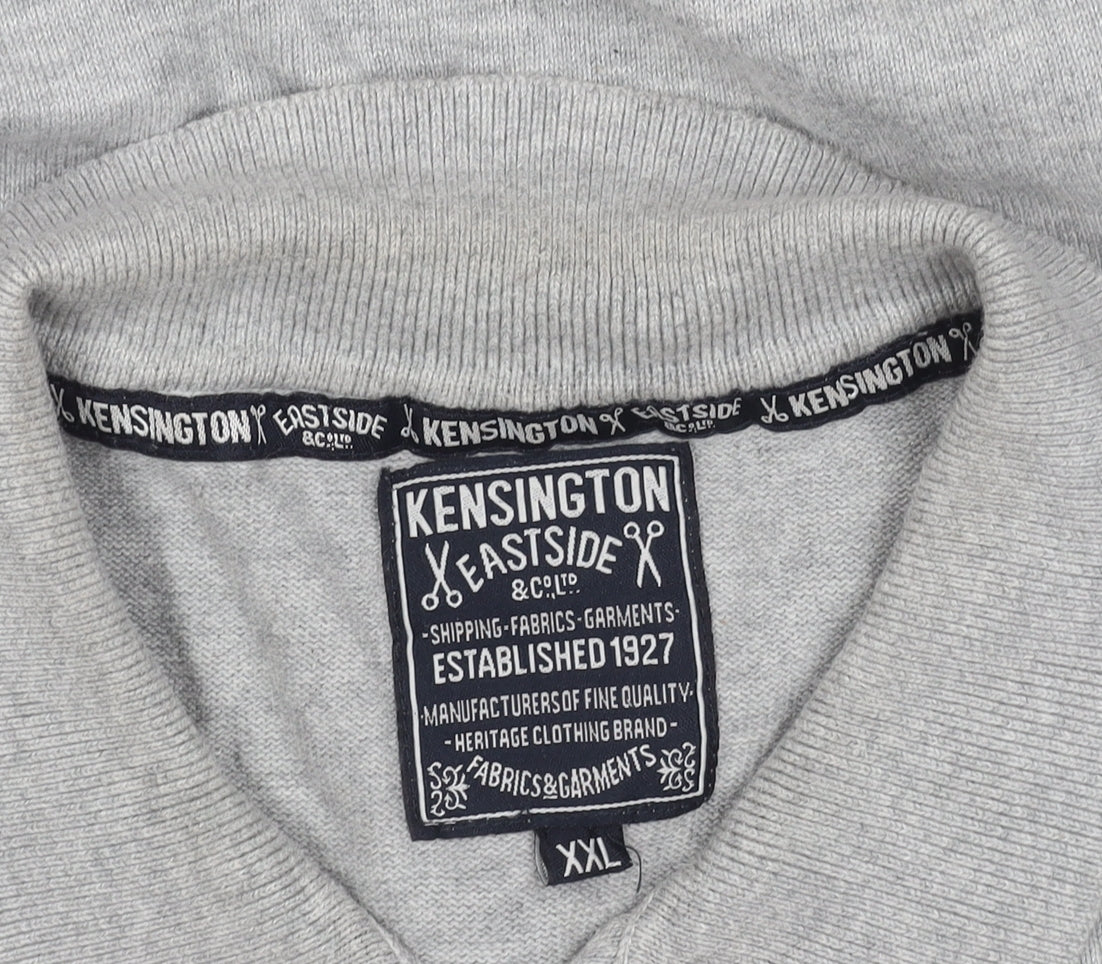 KENSINGTON EASTSIDE KENSINGTON EASTSIDE KENSINGTON
&CO., LTD. &CO., LTD.
KENSINGTON
EASTSIDE
&CO., LTD.
-SHIPPING-FABRICS-GARMENTS-
ESTABLISHED 1927
·MANUFACTURERS OF FINE QUALITY·
-HERITAGE CLOTHING BRAND-
FABRICS&GARMENTS
XXL